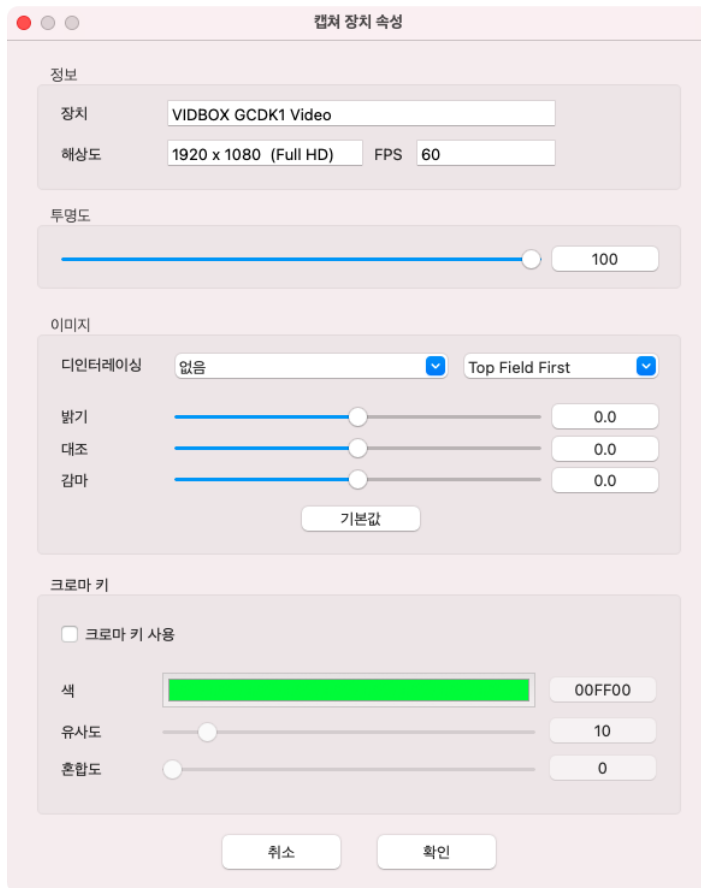 캡쳐 장치 속성
정보
장치 VIDBOX GCDK1 Video
해상도 1920 x 1080 (Full HD) FPS 60
투명도
100
이미지
디인터레이싱 없음 Top Field First
밝기 0.0
대조 0.0
감마 0.0
기본값
크로마 키
크로마 키 사용
색 00FF00
유사도 10
혼합도 0
취소 확인